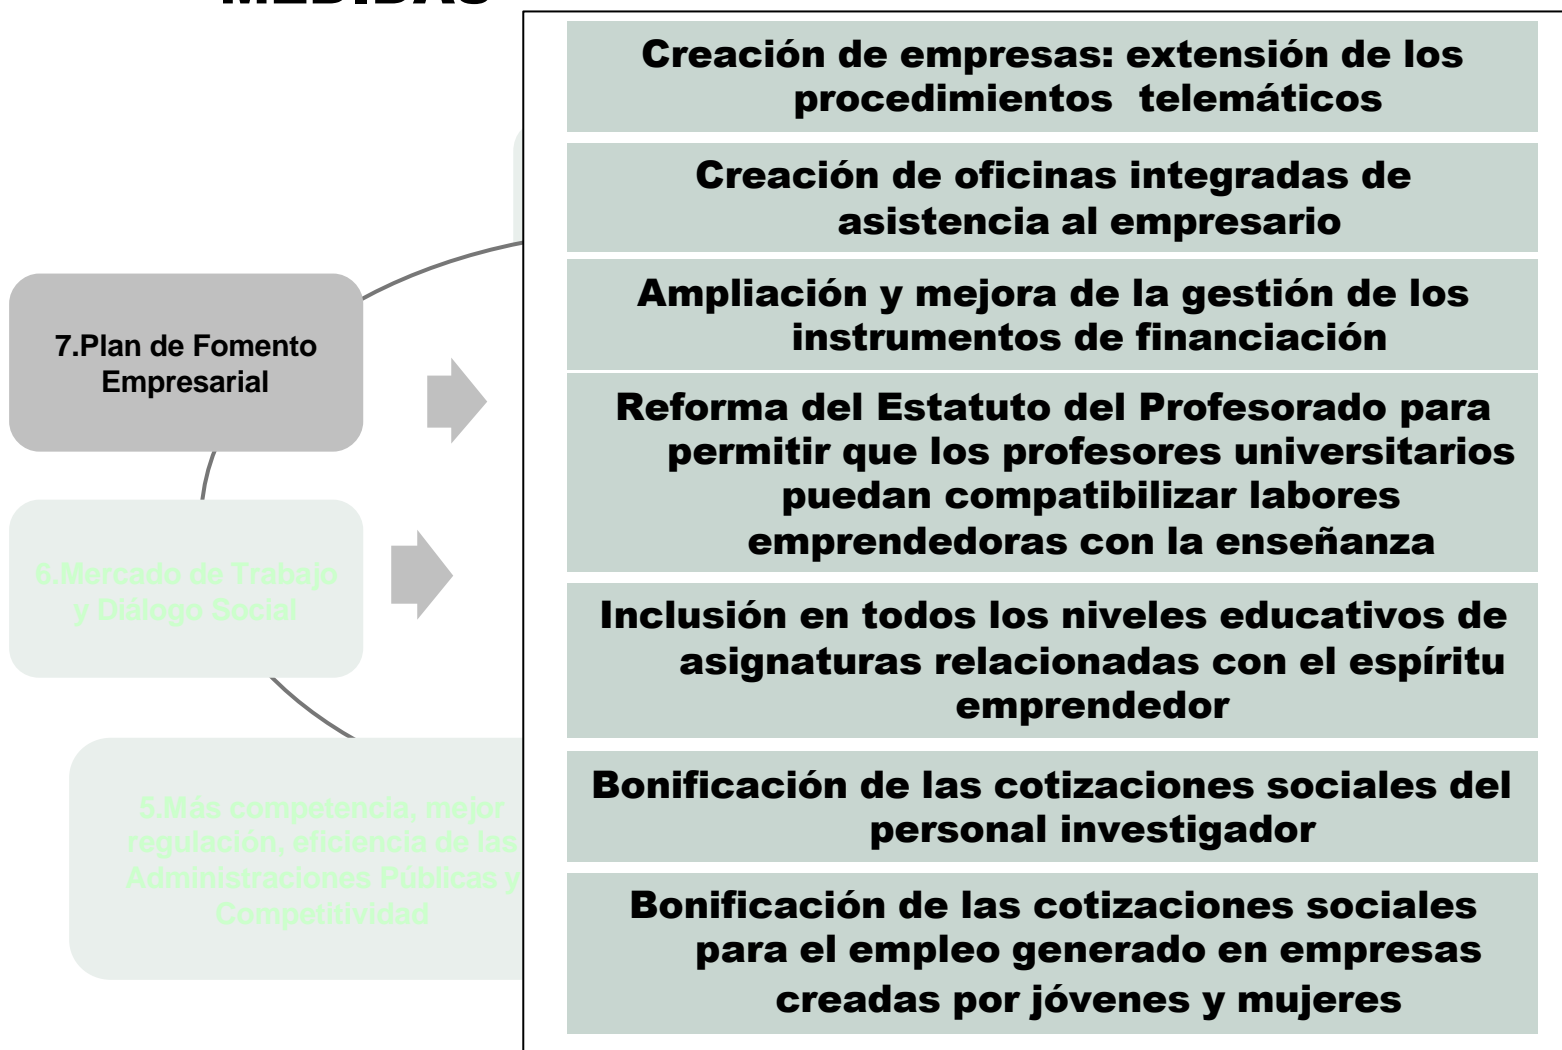 MEDIDAS
Creación de empresas: extensión de los
procedimientos telemáticos
Creación de oficinas integradas de
asistencia al empresario
Ampliación y mejora de la gestión de los
instrumentos de financiación
Reforma del Estatuto del Profesorado para
permitir que los profesores universitarios
puedan compatibilizar labores
emprendedoras con la enseñanza
Inclusión en todos los niveles educativos de
asignaturas relacionadas con el espíritu
emprendedor
Bonificación de las cotizaciones sociales del
personal investigador
Bonificación de las cotizaciones sociales
para el empleo generado en empresas
creadas por jóvenes y mujeres
7.Plan de Fomento
Empresarial
6.Mercado de Trabajo
y Diálogo Social
5.Más competencia, mejor
regulación, eficiencia de las
Administraciones Públicas y
Competitividad